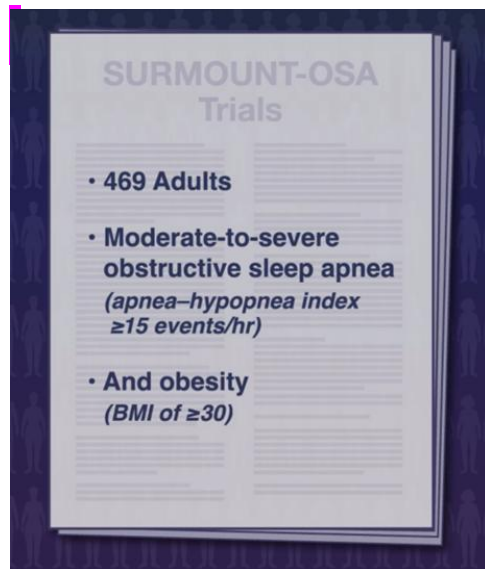 SURMOUNT-OSA
Trials
• 469 Adults
• Moderate-to-severe
obstructive sleep apnea
(apnea–hypopnea index
≥15 events/hr)
• And obesity
(BMI of ≥30)